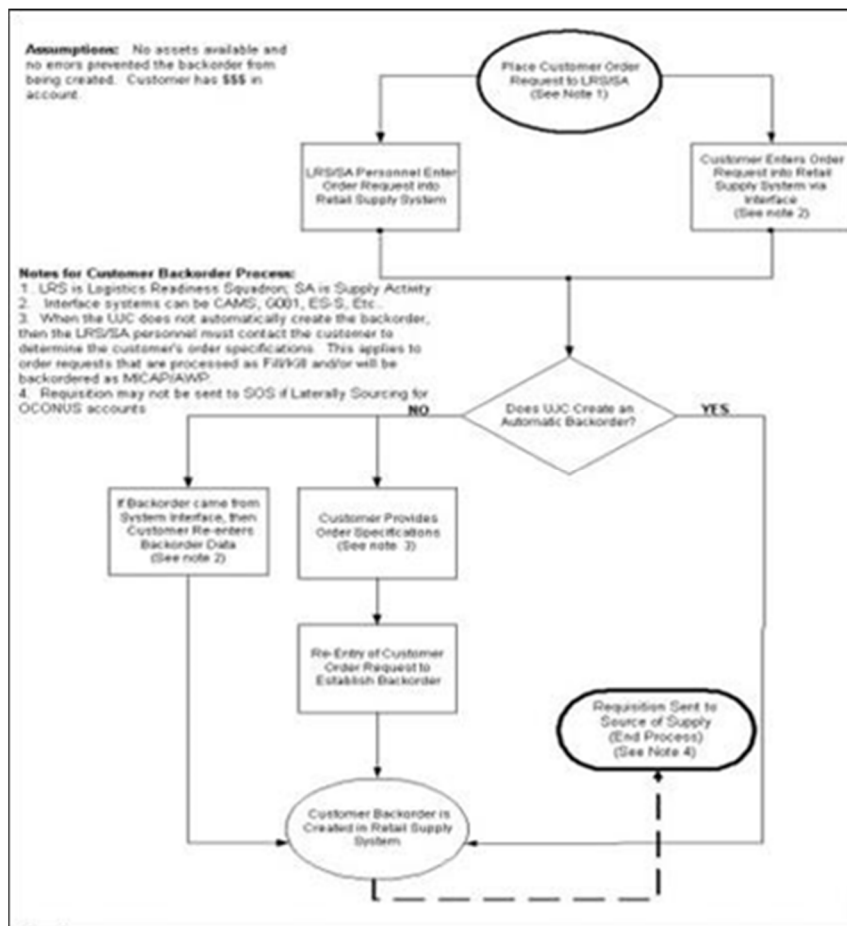 Assumptions: No assets available and
no errors prevented the backorder from
being created. Customer has $$$ in
account.
Place Customer Order
Request to LRS/SA
(See Note 1)
LRS/SA Personnel Enter
Order Request into
Retail Supply System
Customer Enters Order
Request into Retail
Supply System via
Interface
(See note 2)
Notes for Customer Backorder Process:
1. LRS is Logistics Readiness Squadron; SA is Supply Activity
2. Interface systems can be CAMS, G081, ES-S, Etc..
3. When the UJC does not automatically create the backorder,
then the LRS/SA personnel must contact the customer to
determine the customer's order specifications. This applies to
order requests that are processed as Fill/Kill and/or will be
backordered as MICAP/AWP.
4. Requisition may not be sent to SOS if Laterally Sourcing for
OCONUS accounts
NO
Does UJC Create an
Automatic Backorder?
YES
If Backorder came from
System Interface, then
Customer Re-enters
Backorder Data
(See note 2)
Customer Provides
Order Specifications
(See note 3)
Re-Entry of Customer
Order Request to
Establish Backorder
Requisition Sent to
Source of Supply
(End Process)
(See Note 4)
Customer Backorder is
Created in Retail Supply
System